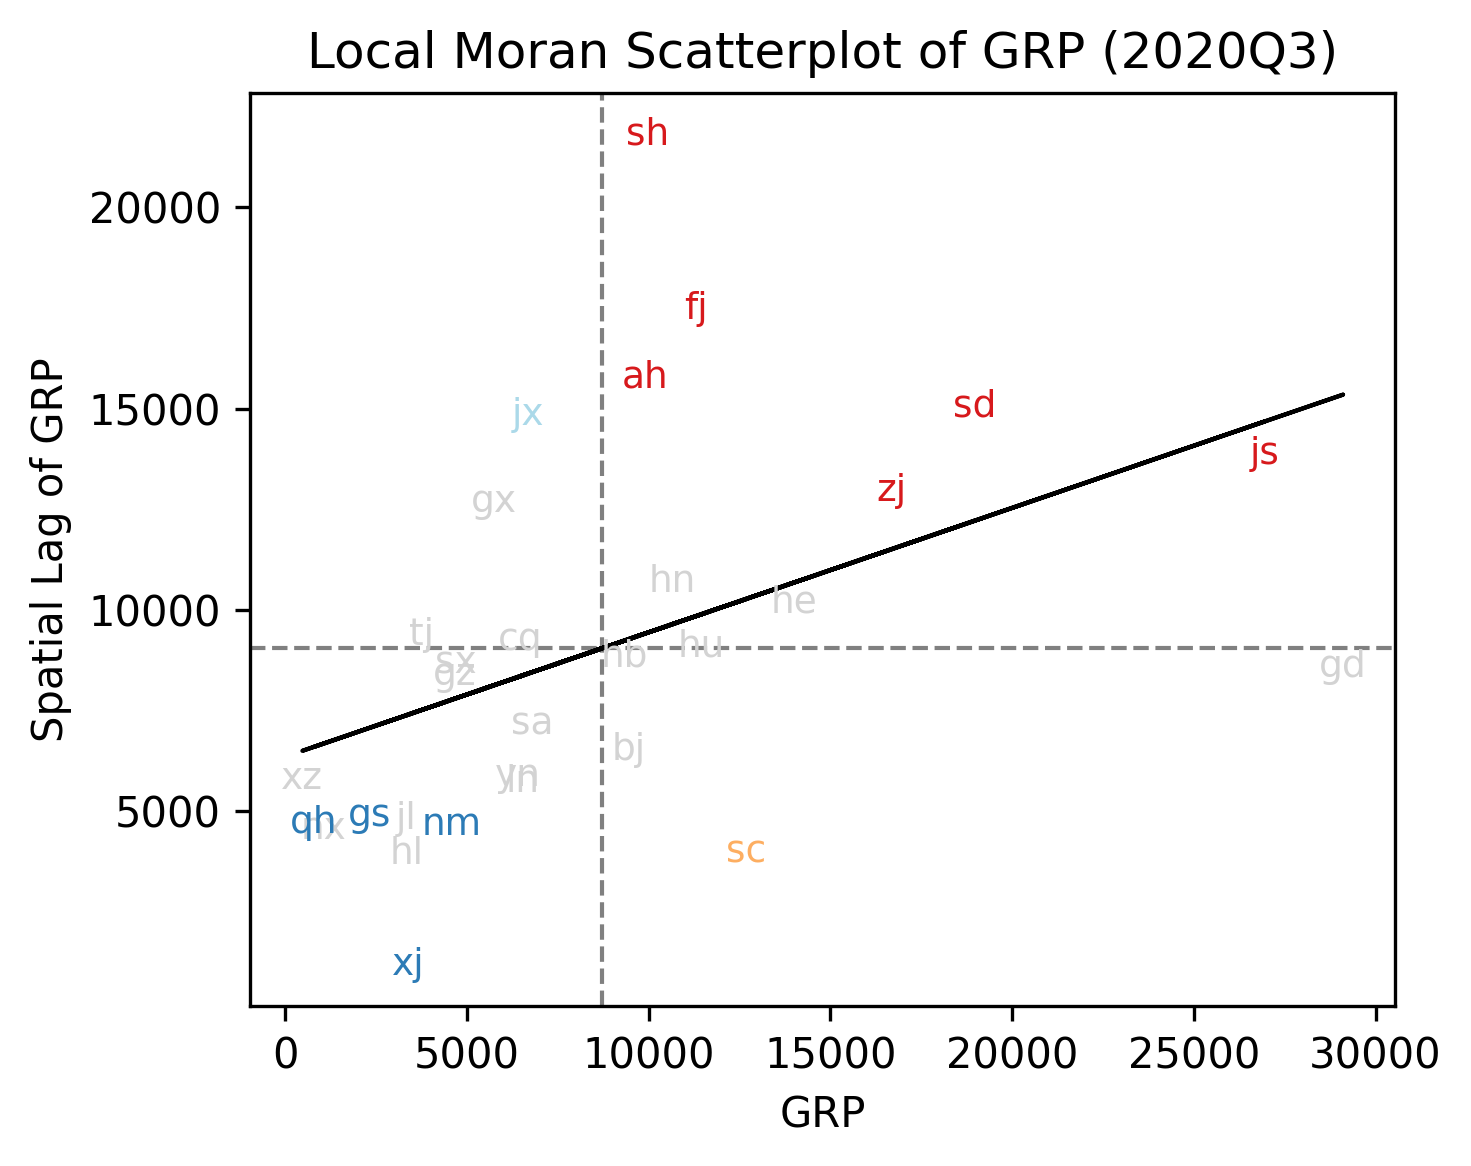 Local Moran Scatterplot of GRP (2020Q3)
Spatial Lag of GRP
20000
15000
10000
5000
sh
fj
ah
sd
jx
js
zj
gx
hn
he
tj
cq
hu
hb
sx
gd
gz
sa
bj
yn
ln
xz
gs
jl
qh
nx
nm
hl
sc
xj
0 5000 10000 15000 20000 25000 30000
GRP